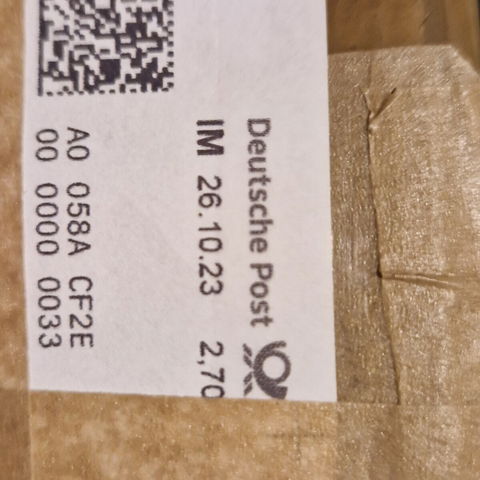 Deutsche Post
IM 26.10.23 2,70
A0 058A CF2E
00 0000 0033